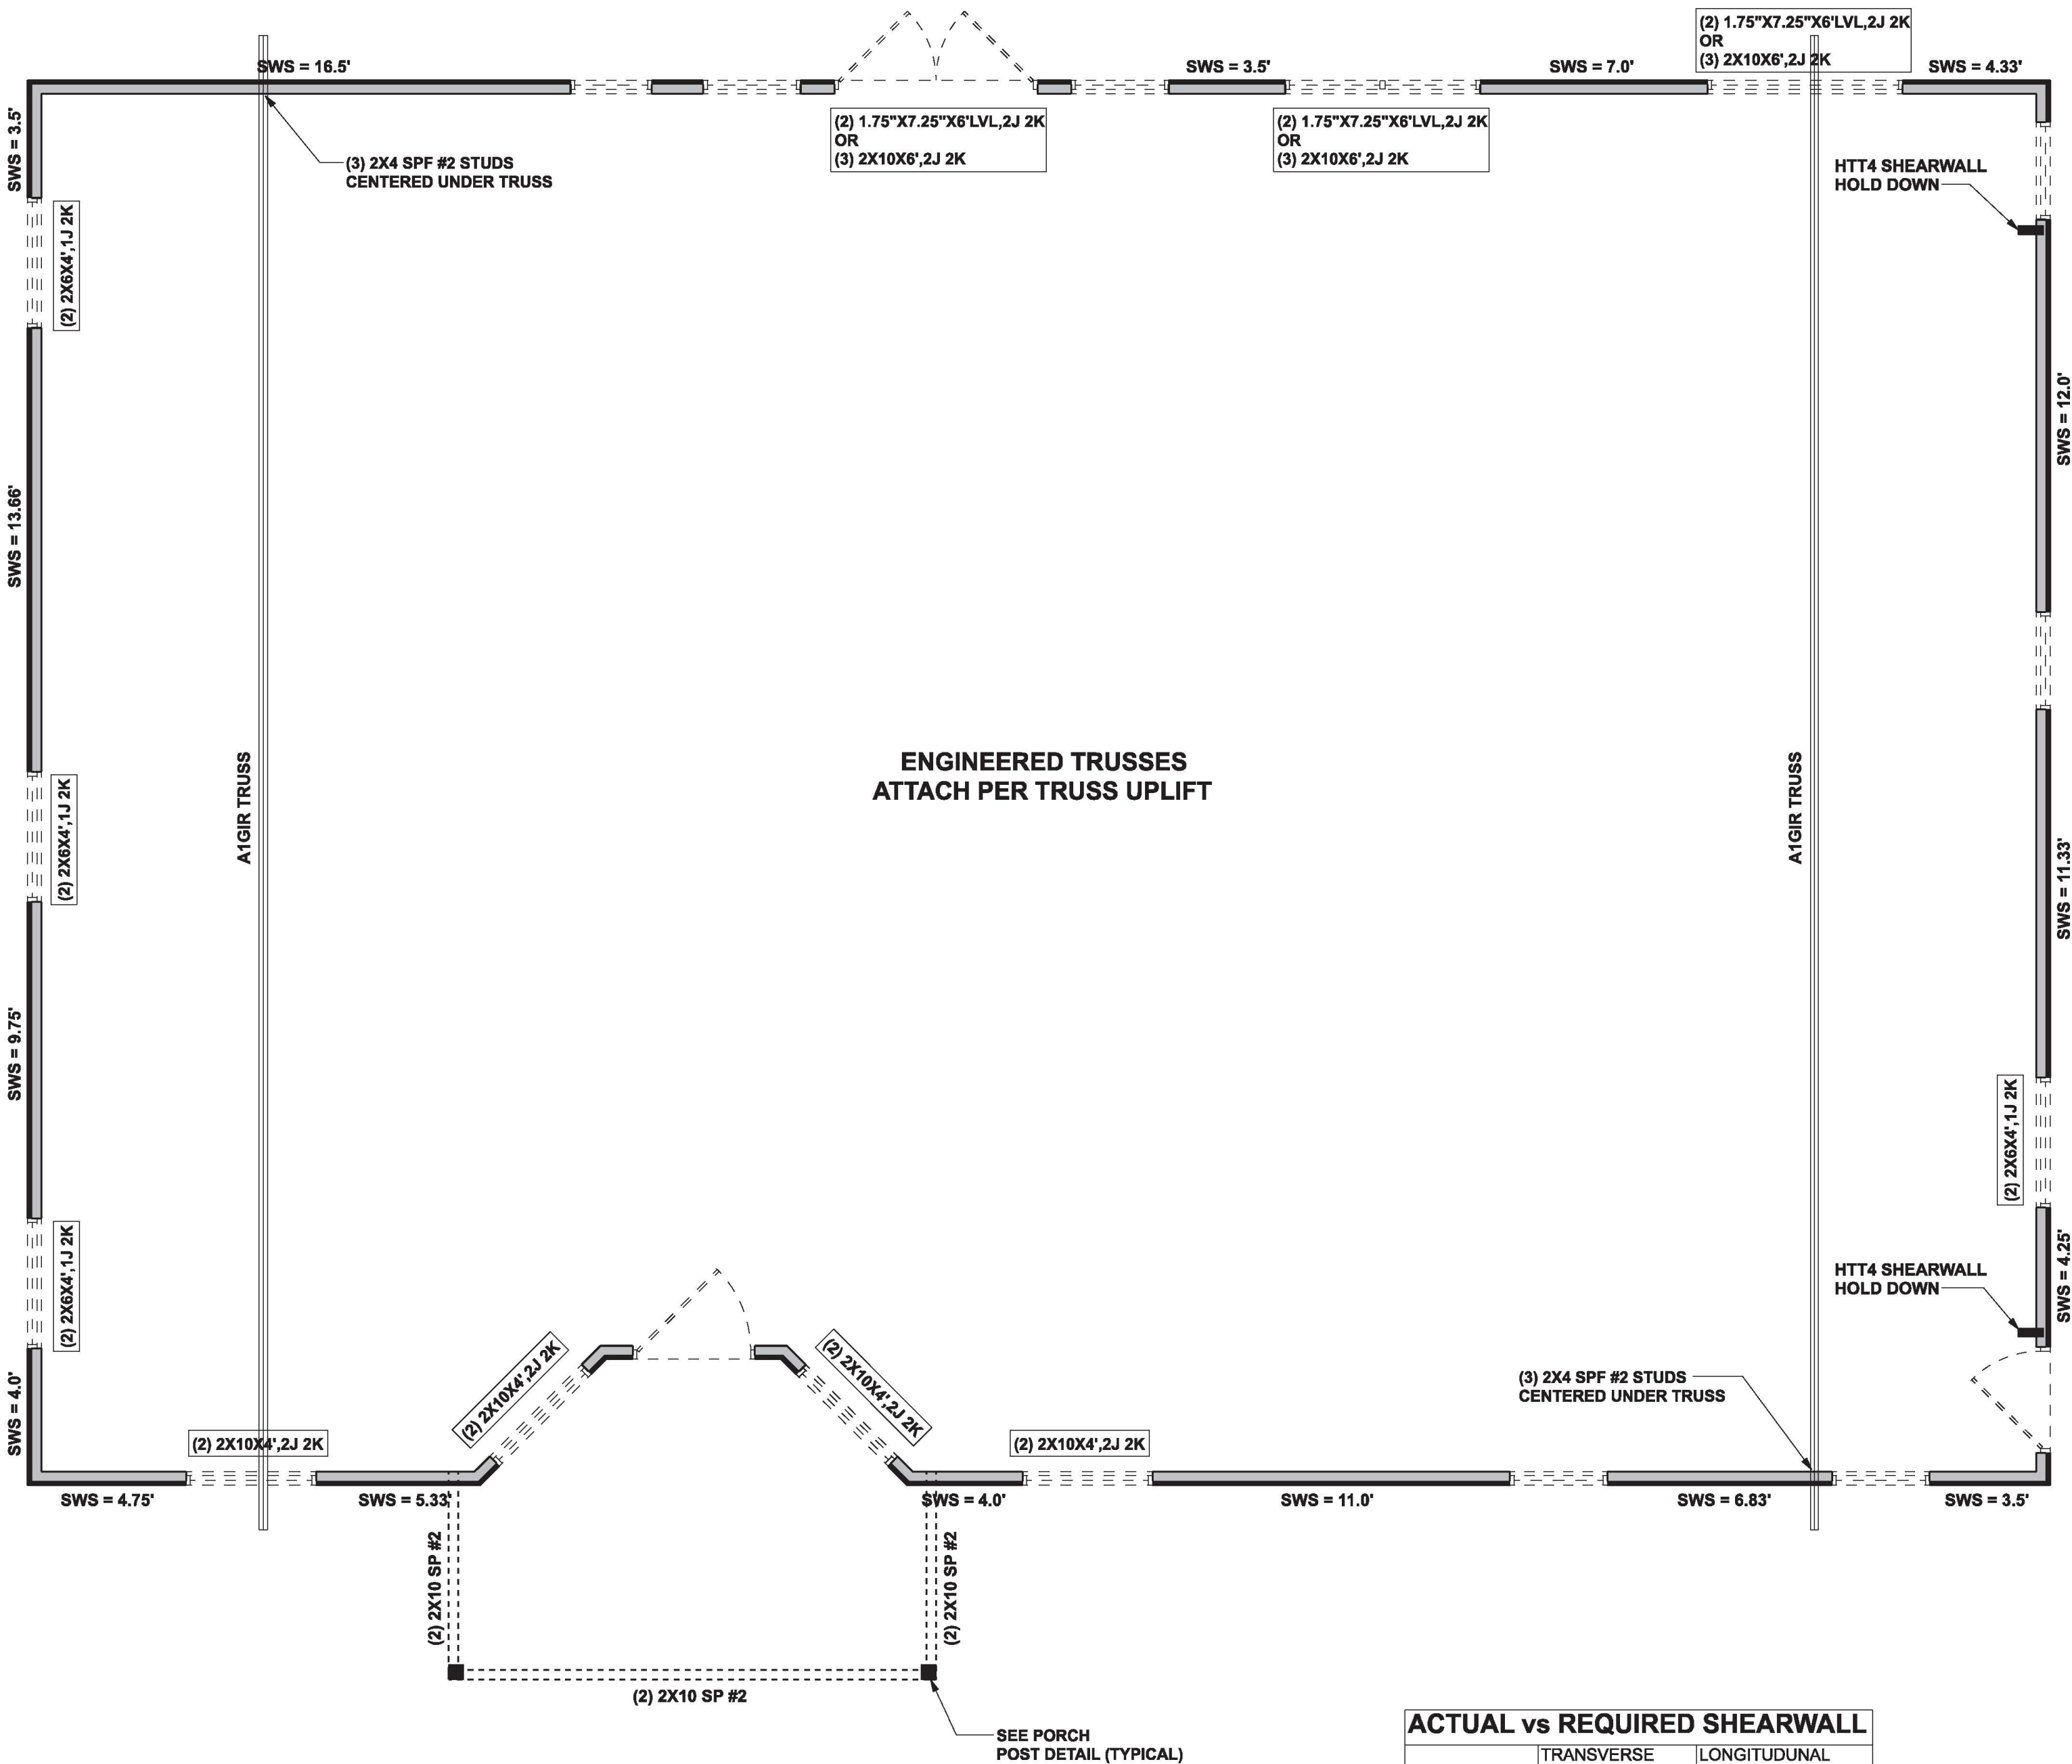 (2) 1.75"X7.25"X6'LVL,2J 2K
OR
(3) 2X10X6',2J 2K
SWS = 16.5'
SWS = 3.5'
SWS = 7.0'
SWS = 4.33'
(2) 1.75"X7.25"X6'LVL,2J 2K
OR
(3) 2X10X6',2J 2K
(2) 1.75"X7.25"X6'LVL,2J 2K
OR
(3) 2X10X6',2J 2K
SWS = 3.5'
(3) 2X4 SPF #2 STUDS
CENTERED UNDER TRUSS
HTT4 SHEARWALL
HOLD DOWN
(2) 2X6X4',1J 2K
SWS = 12.0'
SWS = 13.66'
A1GIR TRUSS
ENGINEERED TRUSSES
ATTACH PER TRUSS UPLIFT
A1GIR TRUSS
(2) 2X6X4',1J 2K
SWS = 11.33'
SWS = 9.75'
(2) 2X6X4',1J 2K
(2) 2X6X4',1J 2K
SWS = 4.25'
HTT4 SHEARWALL
HOLD DOWN
SWS = 4.0'
(2) 2X10X4',2J 2K
(2) 2X10X4',2J 2K
(3) 2X4 SPF #2 STUDS
CENTERED UNDER TRUSS
(2) 2X10X4',2J 2K
(2) 2X10X4',2J 2K
SWS = 4.75'
SWS = 5.33'
SWS = 4.0'
SWS = 11.0'
SWS = 6.83'
SWS = 3.5'
(2) 2X10 SP #2
(2) 2X10 SP #2
(2) 2X10 SP #2
SEE PORCH
POST DETAIL (TYPICAL)
ACTUAL vs REQUIRED SHEARWALL
TRANSVERSE LONGITUDUNAL